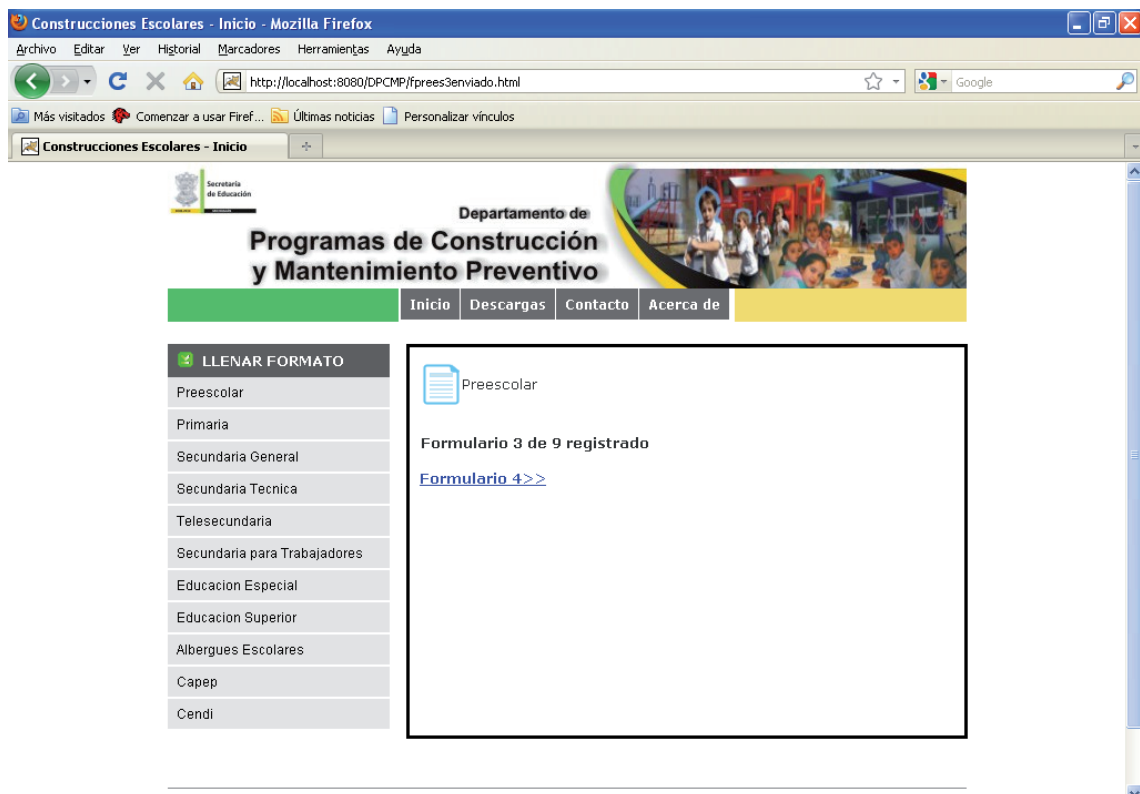 Construcciones Escolares - Inicio - Mozilla Firefox
Archivo Editar Ver Historial Marcadores Herramientas Ayuda
http://localhost:8080/DPCMP/fprees3enviado.html
Google
Más visitados Comenzar a usar Firef... Últimas noticias Personalizar vínculos
Construcciones Escolares - Inicio
Secretaría
de Educación
Departamento de
Programas de Construcción
y Mantenimiento Preventivo
Inicio Descargas Contacto Acerca de
LLENAR FORMATO
Preescolar
Primaria
Secundaria General
Secundaria Tecnica
Telesecundaria
Secundaria para Trabajadores
Educacion Especial
Educacion Superior
Albergues Escolares
Capep
Cendi
Preescolar
Formulario 3 de 9 registrado
Formulario 4>>